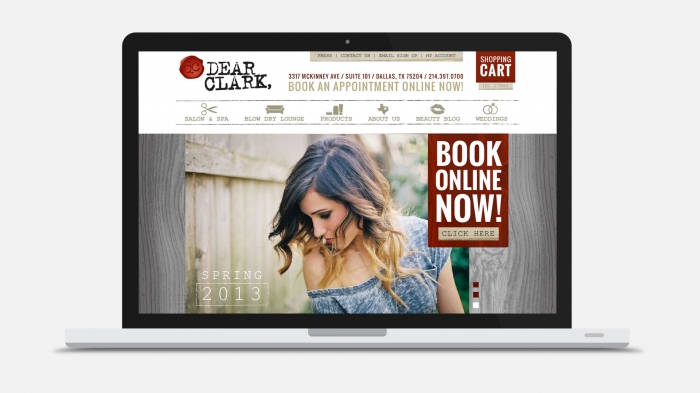 PRESS | CONTACT US | EMAIL SIGN UP | MY ACCOUNT
SHOPPING
CART
DEAR
CLARK,
3317 MCKINNEY AVE / SUITE 101 / DALLAS, TX 75204 / 214.397.0700
BOOK AN APPOINTMENT ONLINE NOW!
SALON & SPA
BLOW DRY LOUNGE
PRODUCTS
ABOUT US
BEAUTY BLOG
WEDDINGS
BOOK
ONLINE
NOW!
CLICK HERE
SPRING
2013